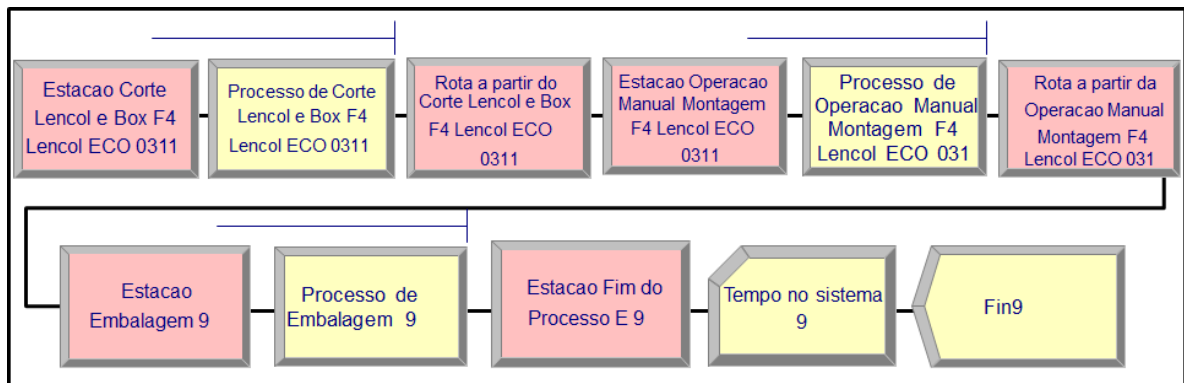 Estacao Corte
Lencol e Box F4
Lencol ECO 0311
Processo de Corte
Lencol e Box F4
Lencol ECO 0311
Rota a partir do
Corte Lencol e Box
F4 Lencol ECO
0311
Estacao Operacao
Manual Montagem
F4 Lencol ECO
0311
Processo de
Operacao Manual
Montagem F4
Lencol ECO 031
Rota a partir da
Operacao Manual
Montagem F4
Lencol ECO 031
Estacao
Embalagem 9
Processo de
Embalagem 9
Estacao Fim do
Processo E 9
Tempo no sistema
9
Fin9